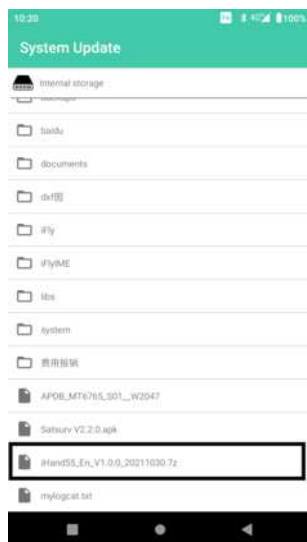 10:20
100%
System Update
Internal storage
baidu
documents
dxf图
iFly
iFlyIME
libs
system
费用报销
APDB_MT6765_S01__W2047
Satsurv V2.2.0.apk
iHand55_En_V1.0.0_20211030.7z
mylogcat.txt